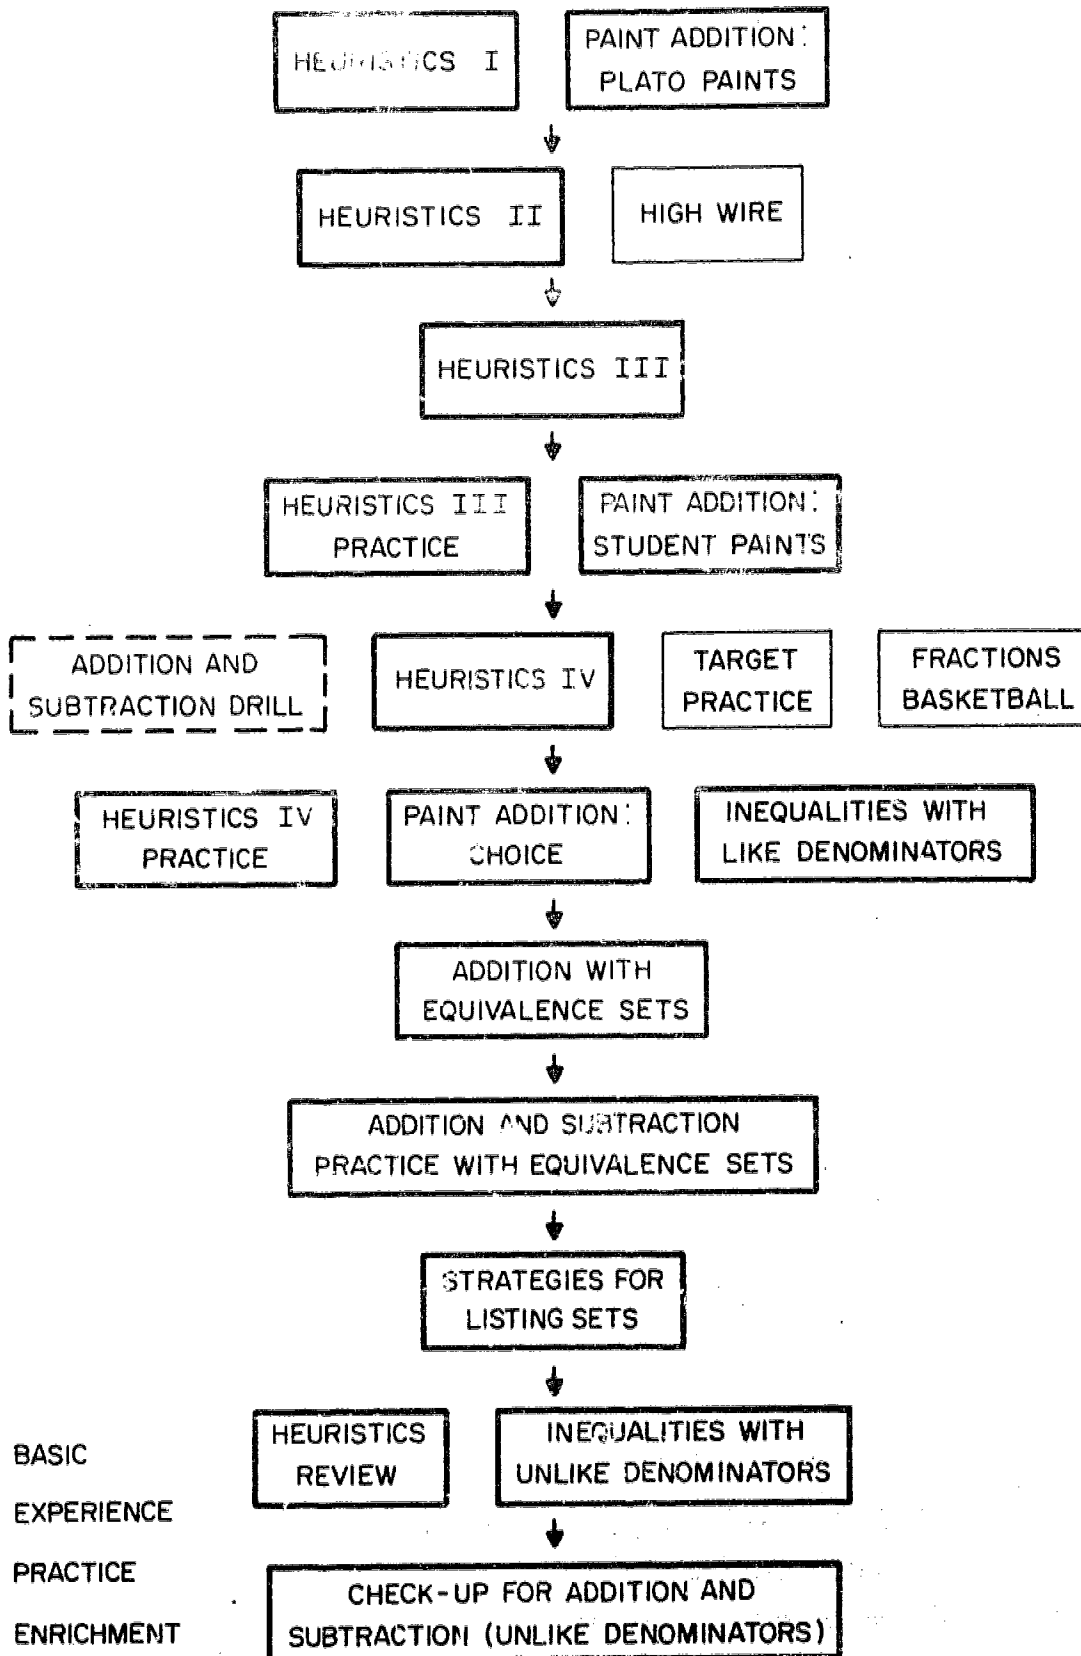 HEURISTICS I
PAINT ADDITION:
PLATO PAINTS
HEURISTICS II
HIGH WIRE
HEURISTICS III
HEURISTICS III
PRACTICE
PAINT ADDITION:
STUDENT PAINTS
ADDITION AND
SUBTRACTION DRILL
HEURISTICS IV
TARGET
PRACTICE
FRACTIONS
BASKETBALL
HEURISTICS IV
PRACTICE
PAINT ADDITION:
CHOICE
INEQUALITIES WITH
LIKE DENOMINATORS
ADDITION WITH
EQUIVALENCE SETS
ADDITION AND SUBTRACTION
PRACTICE WITH EQUIVALENCE SETS
STRATEGIES FOR
LISTING SETS
HEURISTICS
REVIEW
INEQUALITIES WITH
UNLIKE DENOMINATORS
BASIC
EXPERIENCE
PRACTICE
ENRICHMENT
CHECK-UP FOR ADDITION AND
SUBTRACTION (UNLIKE DENOMINATORS)